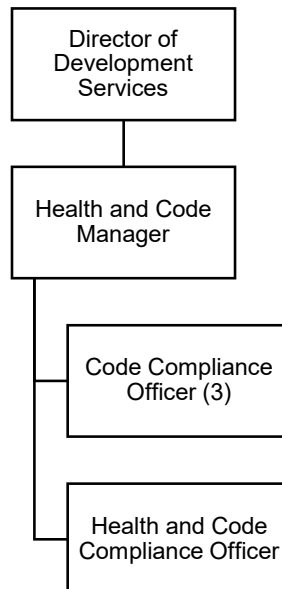 Director of
Development
Services
Health and Code
Manager
Code Compliance
Officer (3)
Health and Code
Compliance Officer